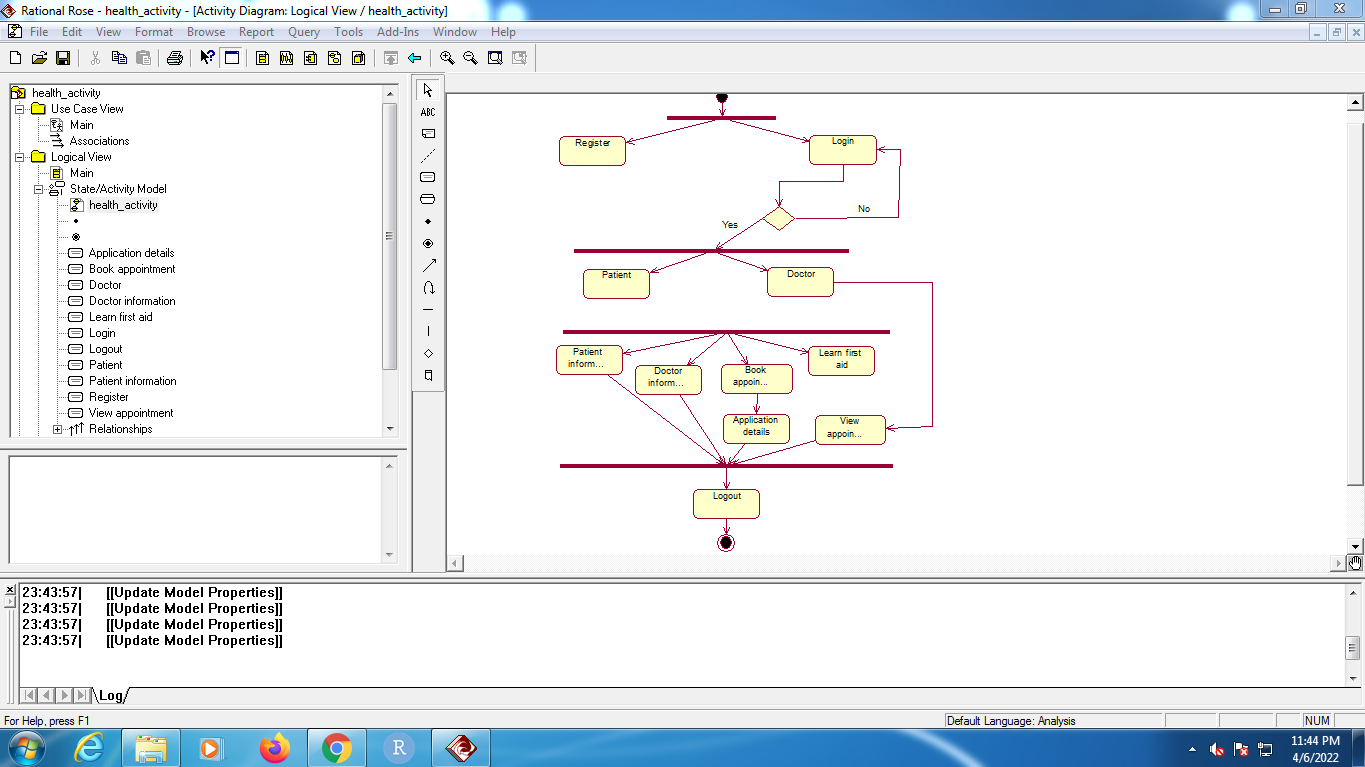 Rational Rose - health_activity - [Activity Diagram: Logical View / health_activity]
File Edit View Format Browse Report Query Tools Add-Ins Window Help
health_activity
Use Case View
Main
Associations
Logical View
Main
State/Activity Model
health_activity
Application details
Book appointment
Doctor
Doctor information
Learn first aid
Login
Logout
Patient
Patient information
Register
View appointment
Relationships
ABC
Register
Login
No
Yes
Patient
Doctor
Patient
inform...
Doctor
inform...
Book
appoin...
Learn first
aid
Application
details
View
appoin...
Logout
23:43:57| [[Update Model Properties]]
23:43:57| [[Update Model Properties]]
23:43:57| [[Update Model Properties]]
23:43:57| [[Update Model Properties]]
Log
For Help, press F1
Default Language: Analysis
NUM
R
11:44 PM
4/6/2022